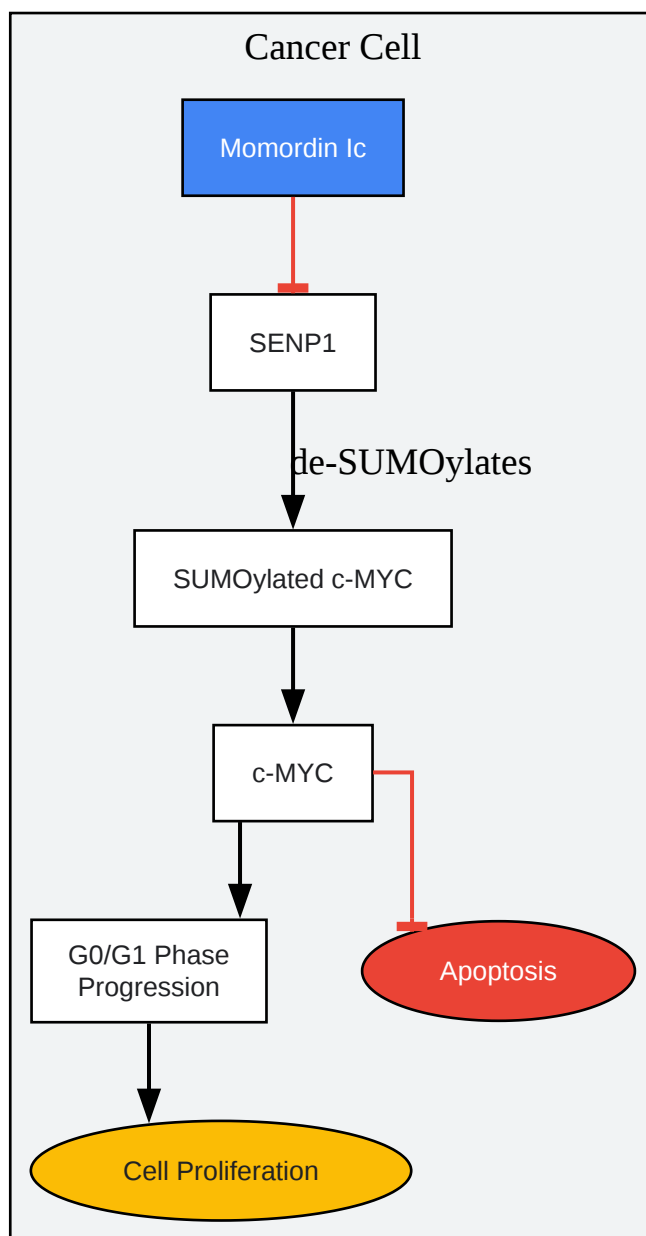 Cancer Cell
Momordin Ic
SENP1
de-SUMOylates
SUMOylated c-MYC
c-MYC
G0/G1 Phase
Progression
Apoptosis
Cell Proliferation